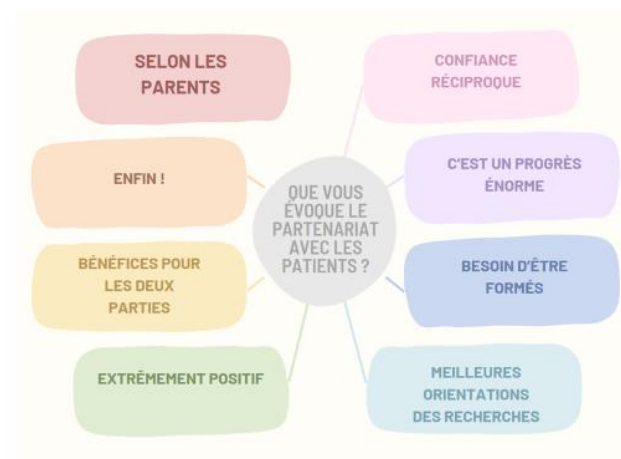 SELON LES
PARENTS
CONFIANCE
RÉCIPROQUE
ENFIN !
C'EST UN PROGRÈS
ÉNORME
QUE VOUS
ÉVOQUE LE
PARTENARIAT
AVEC LES
PATIENTS ?
BÉNÉFICES POUR
LES DEUX
PARTIES
BESOIN D'ÊTRE
FORMÉS
EXTRÊMEMENT POSITIF
MEILLEURES
ORIENTATIONS
DES RECHERCHES